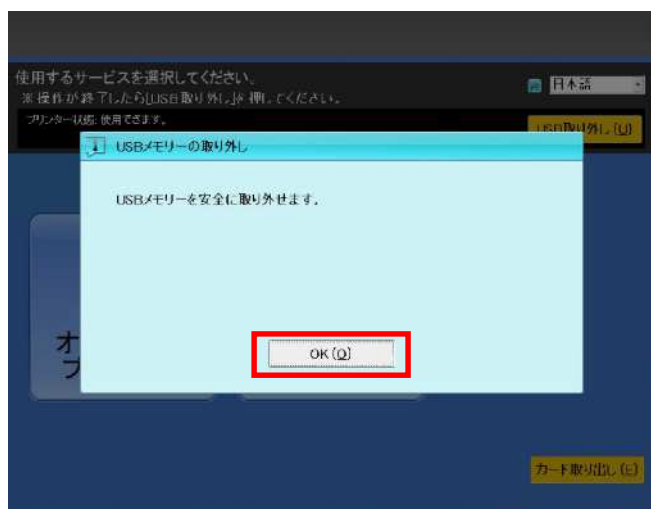 使用するサービスを選択してください。
※操作が終了したら[USB取り外し]を押してください。
日本語
プリンター状態: 使用できます。
USB取り外し(U)
USBメモリーの取り外し
USBメモリーを安全に取り外せます。
オ
プ
OK(O)
カード取り出し(E)